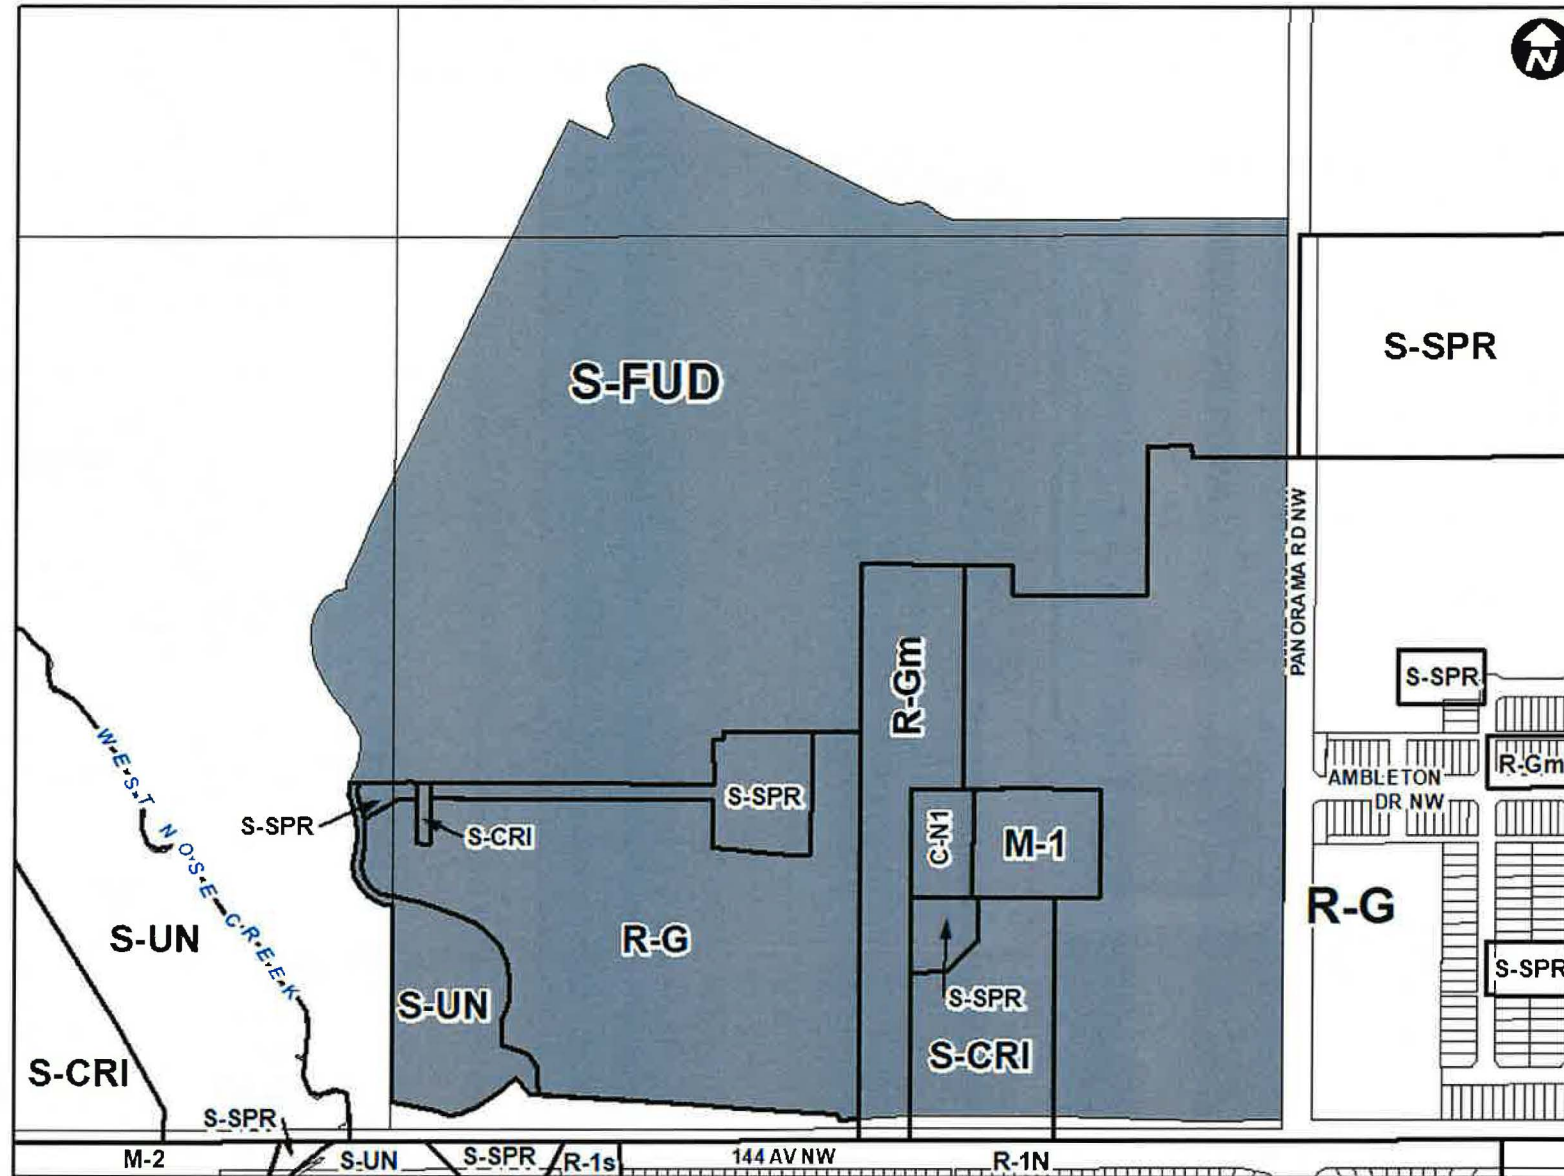 N
S-SPR
S-FUD
PANORAMA RD NW
R-Gm
S-SPR
R-Gm
AMBLETON
DR NW
S-SPR
S-SPR
S-CRI
C-N1
M-1
WEST NOSE CREEK
R-G
S-UN
R-G
S-SPR
S-UN
S-SPR
S-CRI
S-CRI
S-SPR
M-2
S-UN
S-SPR
R-1s
144 AV NW
R-1N